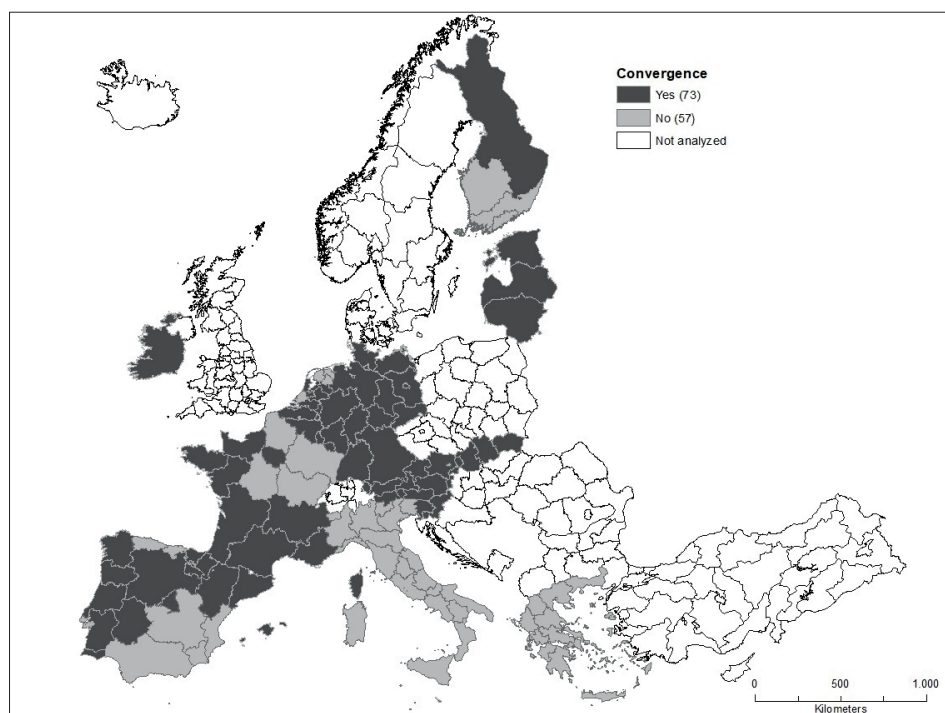 Convergence
Yes (73)
No (57)
Not analyzed
0 500 1.000
Kilometers